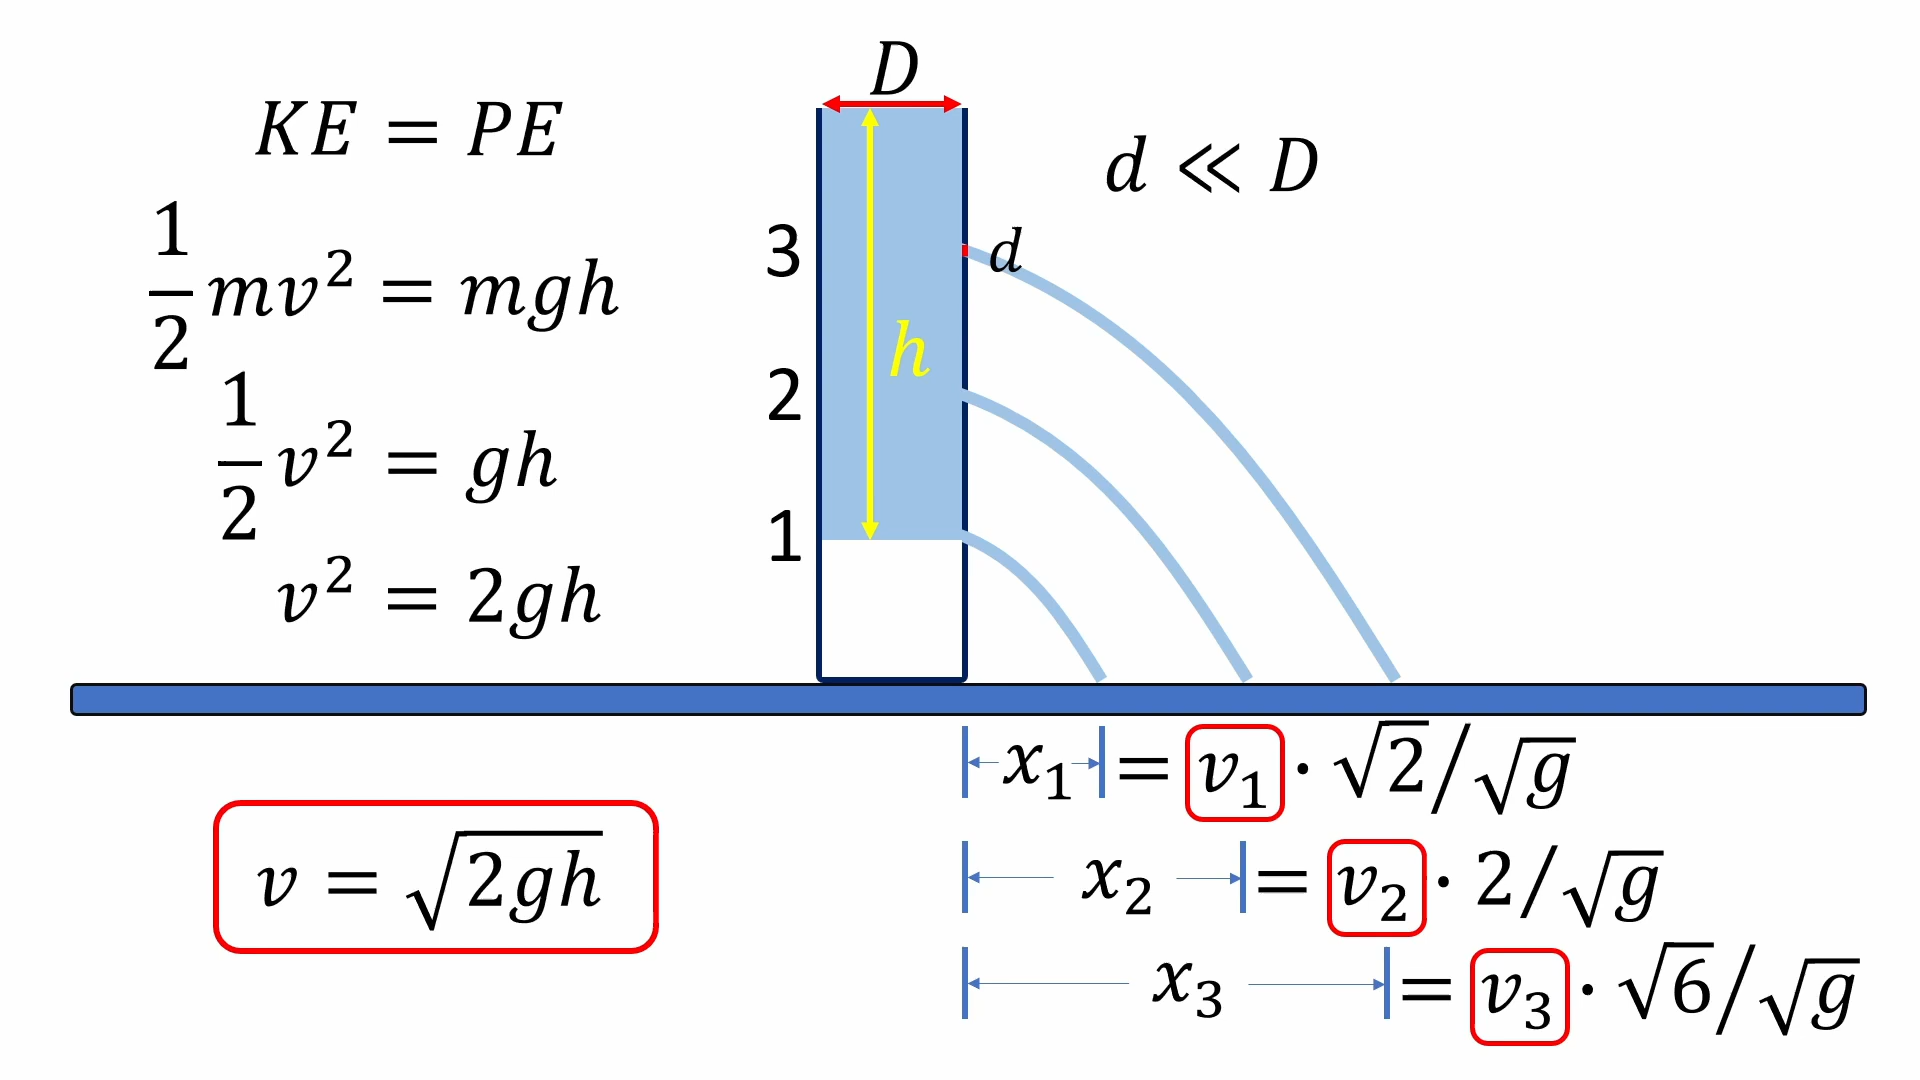 KE = PE
1/2 mv² = mgh
1/2 v² = gh
v² = 2gh
v = √2gh
D
d ≪ D
3
d
h
2
1
x₁ = v₁ · √2/√g
x₂ = v₂ · 2/√g
x₃ = v₃ · √6/√g